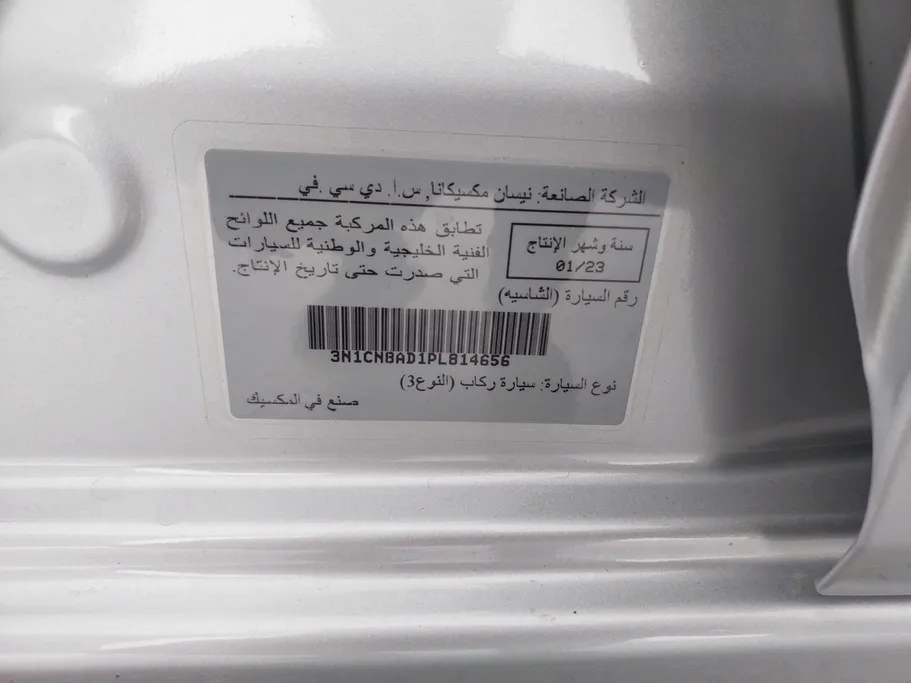 الشركة الصانعة: نيسان مكسيكانا, س.أ. دي سي .في
سنة وشهر الإنتاج
01/23
تطابق هذه المركبة جميع اللوائح
الفنية الخليجية والوطنية للسيارات
التي صدرت حتى تاريخ الإنتاج.
رقم السيارة (الشاسيه)
3N1CNBAD1PL814656
نوع السيارة: سيارة ركاب (النوع3)
صنع في المكسيك